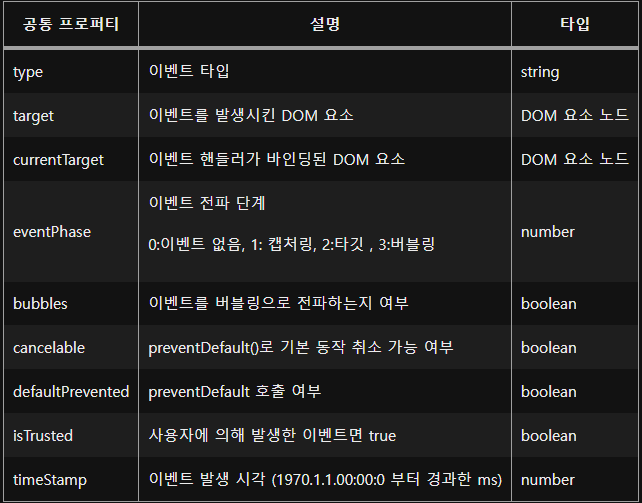 공통 프로퍼티 설명 타입
type 이벤트 타입 string
target 이벤트를 발생시킨 DOM 요소 DOM 요소 노드
currentTarget 이벤트 핸들러가 바인딩된 DOM 요소 DOM 요소 노드
이벤트 전파 단계
eventPhase number
0:이벤트 없음, 1: 캡처링, 2:타깃 , 3:버블링
bubbles 이벤트를 버블링으로 전파하는지 여부 boolean
cancelable preventDefault()로 기본 동작 취소 가능 여부 boolean
defaultPrevented preventDefault 호출 여부 boolean
isTrusted 사용자에 의해 발생한 이벤트면 true boolean
timeStamp 이벤트 발생 시각 (1970.1.1.00:00:0 부터 경과한 ms) number